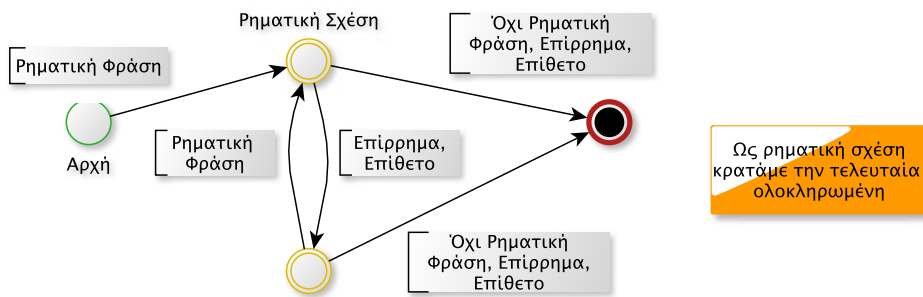 Ρηματική Σχέση
Όχι Ρηματική
Φράση, Επίρρημα,
Επίθετο
Ρηματική Φράση
Αρχή
Ρηματική
Φράση
Επίρρημα,
Επίθετο
Ως ρηματική σχέση
κρατάμε την τελευταία
ολοκληρωμένη
Όχι Ρηματική
Φράση, Επίρρημα,
Επίθετο